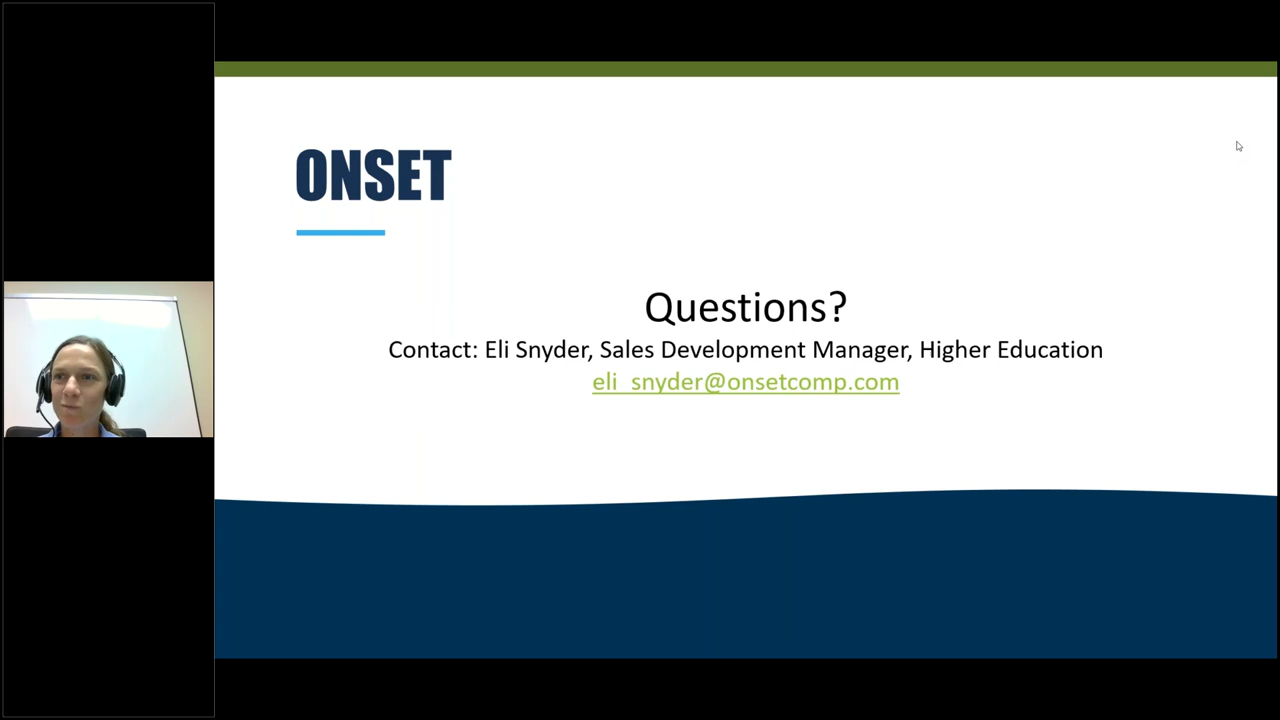 ONSET
Questions?
Contact: Eli Snyder, Sales Development Manager, Higher Education
eli_snyder@onsetcomp.com